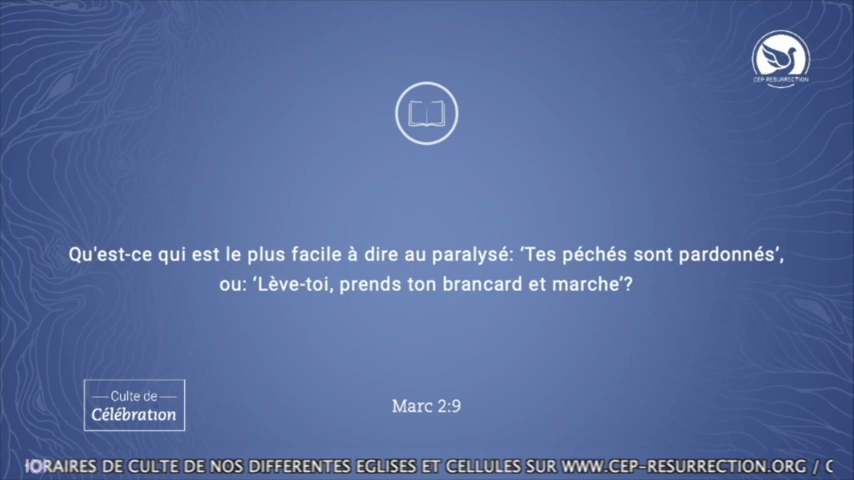 CEP-RESURRECTION
Qu'est-ce qui est le plus facile à dire au paralysé: ‘Tes péchés sont pardonnés’,
ou: ‘Lève-toi, prends ton brancard et marche’?
Culte de
Célébration
Marc 2:9
HORAIRES DE CULTE DE NOS DIFFERENTES EGLISES ET CELLULES SUR WWW.CEP-RESURRECTION.ORG / C